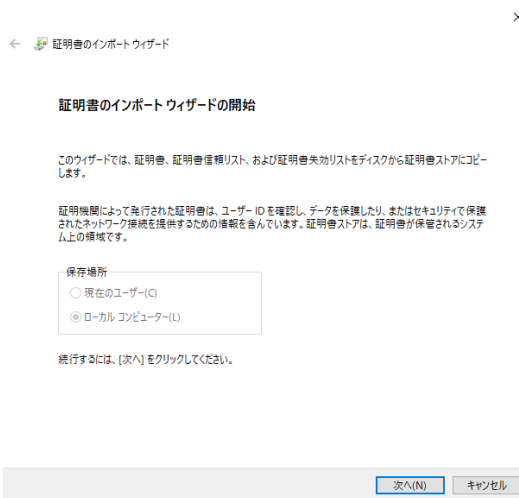 証明書のインポート ウィザード
証明書のインポート ウィザードの開始
このウィザードでは、証明書、証明書信頼リスト、および証明書失効リストをディスクから証明書ストアにコピー
します。
証明機関によって発行された証明書は、ユーザー ID を確認し、データを保護したり、またはセキュリティで保護
されたネットワーク接続を提供するための情報を含んでいます。証明書ストアは、証明書が保管されるシステ
ム上の領域です。
保存場所
現在のユーザー(C)
ローカル コンピューター(L)
続行するには、[次へ] をクリックしてください。
次へ(N)
キャンセル